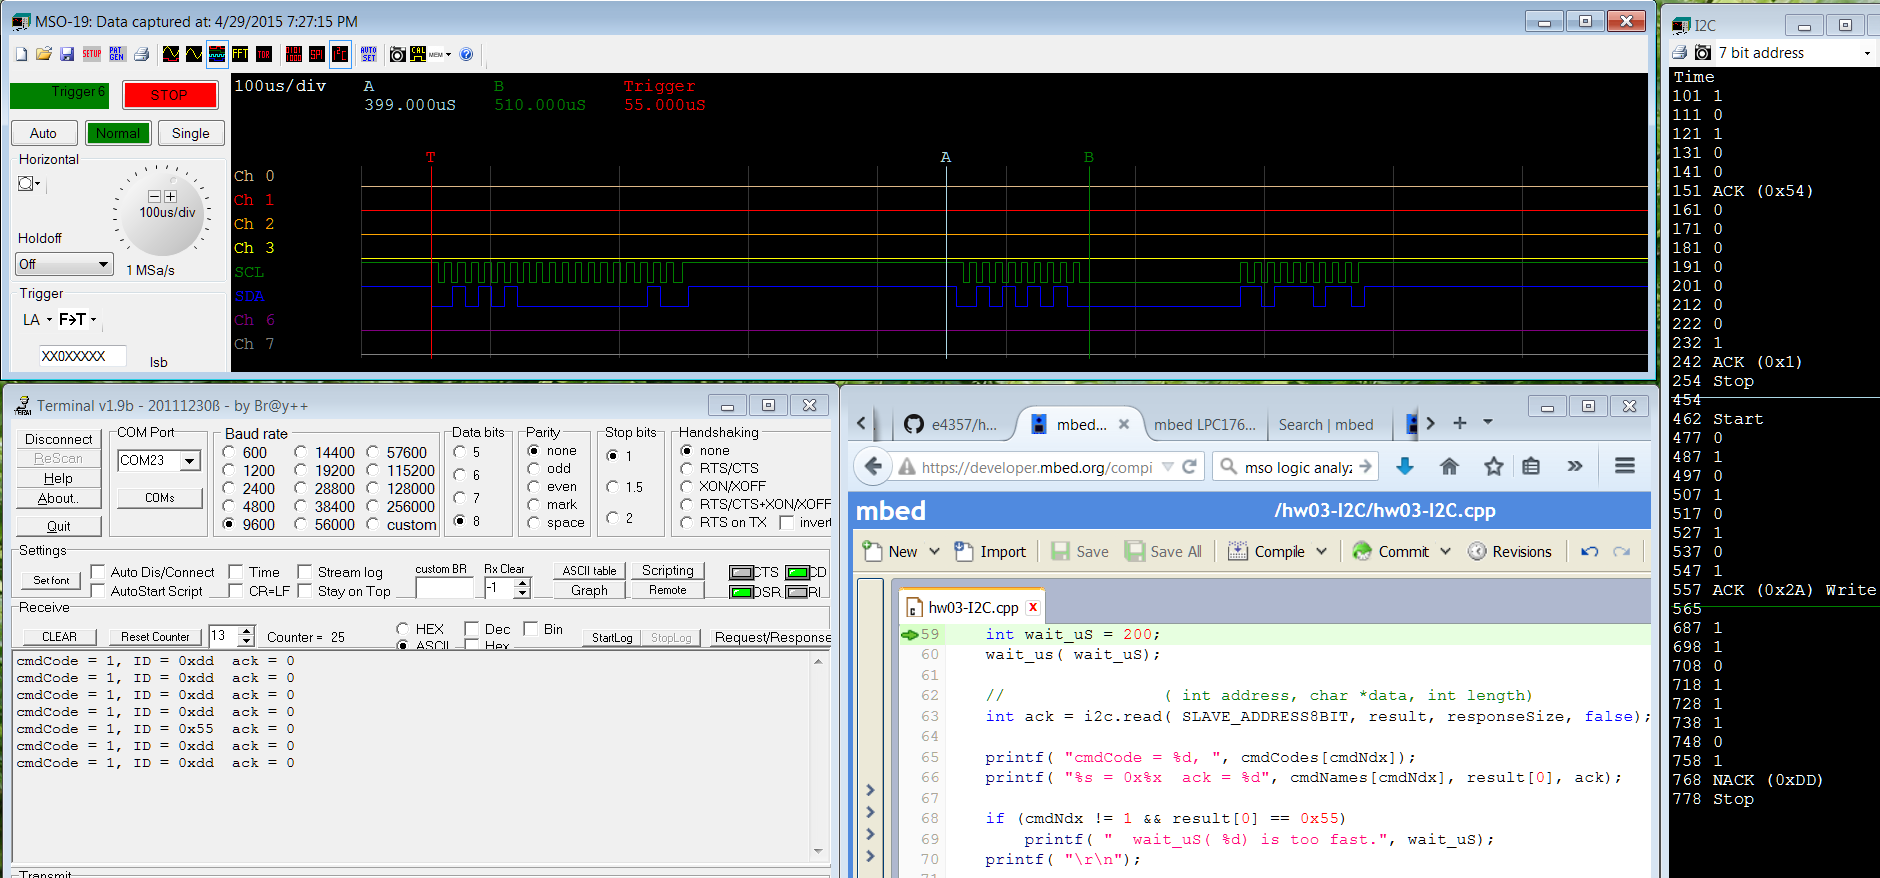 MSO-19: Data captured at: 4/29/2015 7:27:15 PM
SETUP PAT GEN FFT TDR SPI I²C AUTO SET CAL MEM
Trigger 6 STOP
Auto Normal Single
Horizontal
100us/div
Holdoff
Off
1 MSa/s
Trigger
LA F→T
XX0XXXXX
lsb
100us/div A B Trigger
399.000uS 510.000uS 55.000uS
T A B
Ch 0
Ch 1
Ch 2
Ch 3
SCL
SDA
Ch 6
Ch 7
I2C
7 bit address
Time
101 1
111 0
121 1
131 0
141 0
151 ACK (0x54)
161 0
171 0
181 0
191 0
201 0
212 0
222 0
232 1
242 ACK (0x1)
254 Stop
454
462 Start
477 0
487 1
497 0
507 1
517 0
527 1
537 0
547 1
557 ACK (0x2A) Write
565
687 1
698 1
708 0
718 1
728 1
738 1
748 0
758 1
768 NACK (0xDD)
778 Stop
Terminal v1.9b - 20111230ß - by Br@y++
Disconnect
ReScan
Help
About..
Quit
COM Port
COM23
COMs
Baud rate
600 14400 57600
1200 19200 115200
2400 28800 128000
4800 38400 256000
9600 56000 custom
Data bits
5
6
7
8
Parity
none
odd
even
mark
space
Stop bits
1
1.5
2
Handshaking
none
RTS/CTS
XON/XOFF
RTS/CTS+XON/XOFF
RTS on TX invert
Settings
Set font
Auto Dis/Connect Time Stream log
AutoStart Script CR=LF Stay on Top
custom BR Rx Clear
-1
ASCII table Scripting
Graph Remote
CTS CD
DSR RI
Receive
CLEAR Reset Counter 13 Counter = 25
HEX Dec Bin
ASCII Hex
StartLog StopLog Request/Response
cmdCode = 1, ID = 0xdd ack = 0
cmdCode = 1, ID = 0xdd ack = 0
cmdCode = 1, ID = 0xdd ack = 0
cmdCode = 1, ID = 0xdd ack = 0
cmdCode = 1, ID = 0x55 ack = 0
cmdCode = 1, ID = 0xdd ack = 0
cmdCode = 1, ID = 0xdd ack = 0
Transmit
e4357/h... mbed... mbed LPC176... Search | mbed
https://developer.mbed.org/compi mso logic analyz
mbed /hw03-I2C/hw03-I2C.cpp
New Import Save Save All Compile Commit Revisions
hw03-I2C.cpp x
59 int wait_uS = 200;
60 wait_us( wait_uS);
61
62 // ( int address, char *data, int length)
63 int ack = i2c.read( SLAVE_ADDRESS8BIT, result, responseSize, false);
64
65 printf( "cmdCode = %d, ", cmdCodes[cmdNdx]);
66 printf( "%s = 0x%x ack = %d", cmdNames[cmdNdx], result[0], ack);
67
68 if (cmdNdx != 1 && result[0] == 0x55)
69 printf( " wait_uS( %d) is too fast.", wait_uS);
70 printf( "\r\n");
71